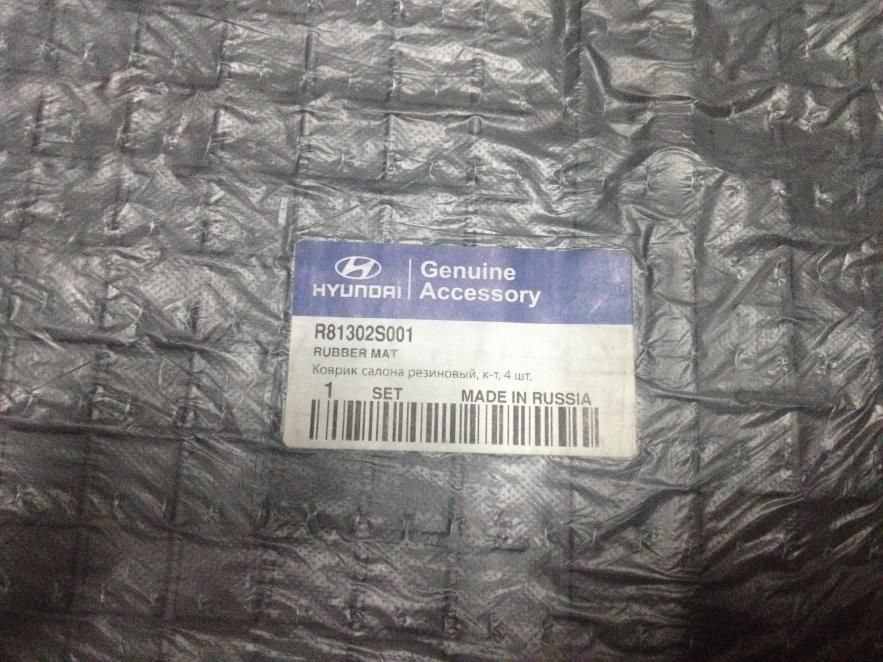 HYUNDAI
Genuine
Accessory
R81302S001
RUBBER MAT
Коврик салона резиновый, к-т, 4 шт.
1 SET MADE IN RUSSIA